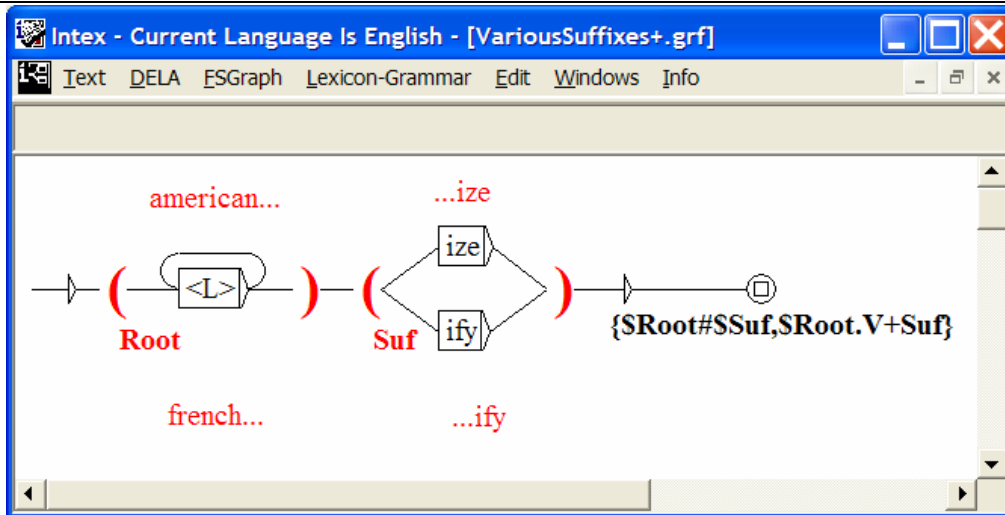 Intex - Current Language Is English - [VariousSuffixes+.grf]
Text DELA FSGraph Lexicon-Grammar Edit Windows Info
american... ...ize
ize
( <L> ) ( )
ify
Root Suf {$Root#$Suf,$Root.V+Suf}
french... ...ify